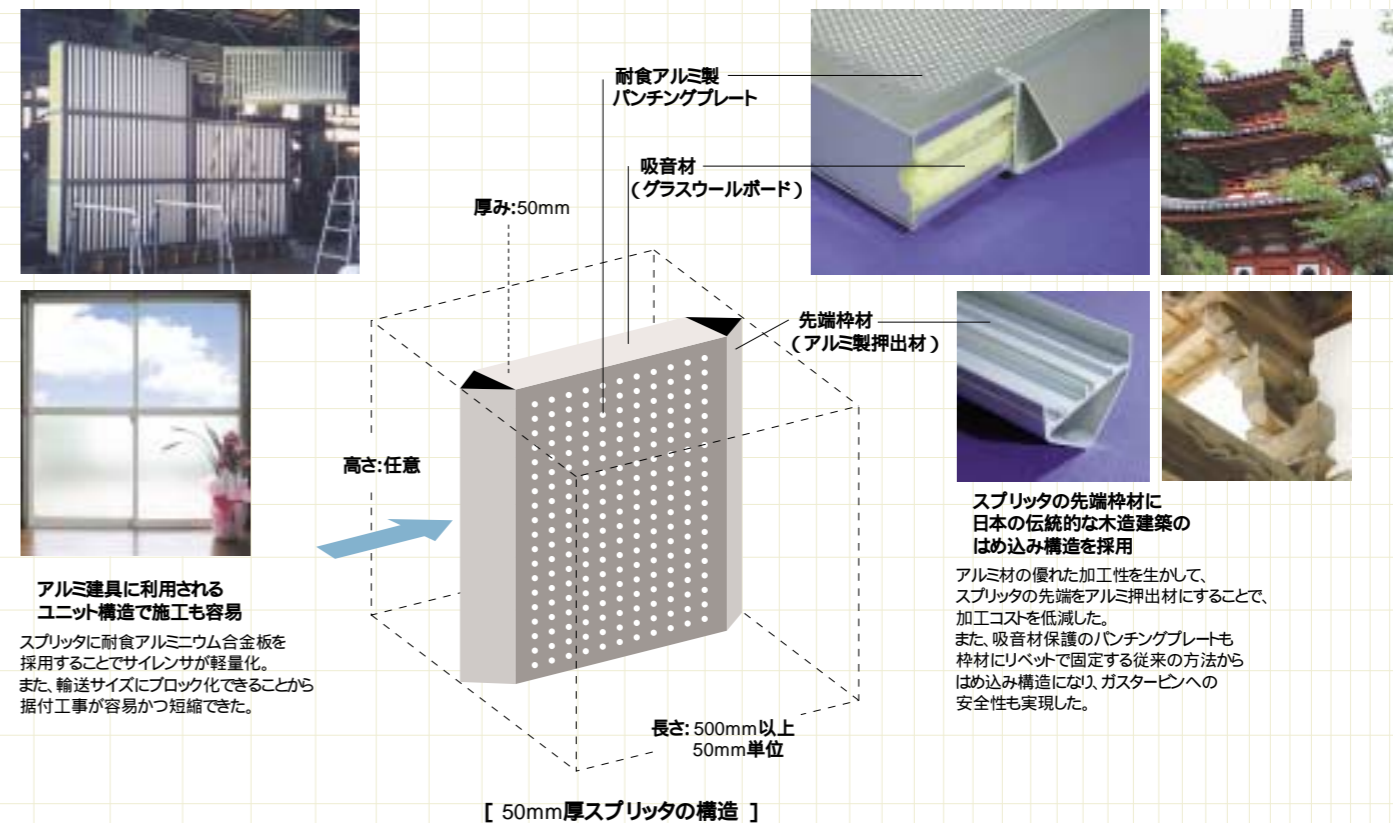 耐食アルミ製
パンチングプレート
吸音材
(グラスウールボード)
厚み:50mm
先端枠材
(アルミ製押出材)
高さ:任意
長さ: 500mm以上
50mm単位
[ 50mm厚スプリッタの構造 ]
アルミ建具に利用される
ユニット構造で施工も容易
スプリッタに耐食アルミニウム合金板を
採用することでサイレンサが軽量化。
また、輸送サイズにブロック化できることから
据付工事が容易かつ短縮できた。
スプリッタの先端枠材に
日本の伝統的な木造建築の
はめ込み構造を採用
アルミ材の優れた加工性を生かして、
スプリッタの先端をアルミ押出材にすることで、
加工コストを低減した。
また、吸音材保護のパンチングプレートも
枠材にリベットで固定する従来の方法から
はめ込み構造になり、ガスタービンへの
安全性も実現した。